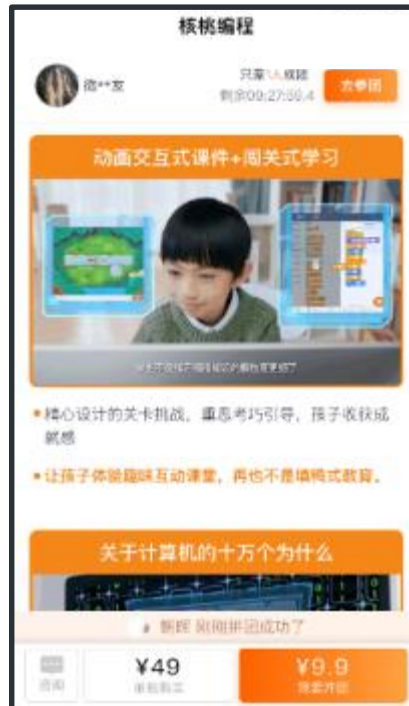 核桃编程
微**友
只差1人成团
剩余09:27:59.4
去参团
动画交互式课件+闯关式学习
精心设计的关卡挑战，重思考巧引导，孩子收获成
就感
让孩子体验趣味互动课堂，再也不是填鸭式教育。
关于计算机的十万个为什么
刚刚拼团成功了
¥49
¥9.9
咨询
单独购买
我要开团